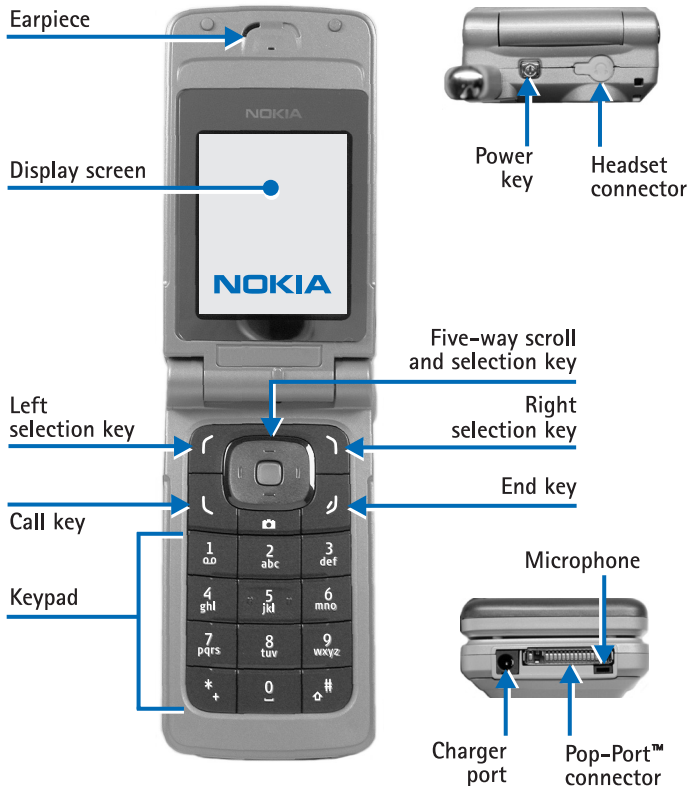 Earpiece
NOKIA
Display screen
NOKIA
Power
key
Headset
connector
Five-way scroll
and selection key
Left
selection key
Right
selection key
Call key
End key
Keypad
1
2
abc
3
def
4
ghl
5
jkl
6
mno
7
pqrs
8
tuv
9
wxyz
*
+
0
#
Microphone
Charger
port
Pop-Port™
connector